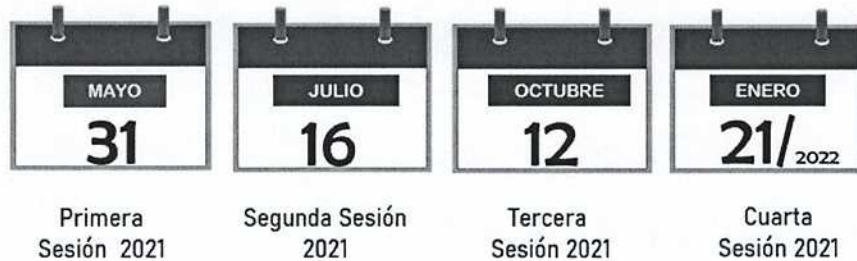 MAYO
31
Primera
Sesión 2021
JULIO
16
Segunda Sesión
2021
OCTUBRE
12
Tercera
Sesión 2021
ENERO
21/2022
Cuarta
Sesión 2021